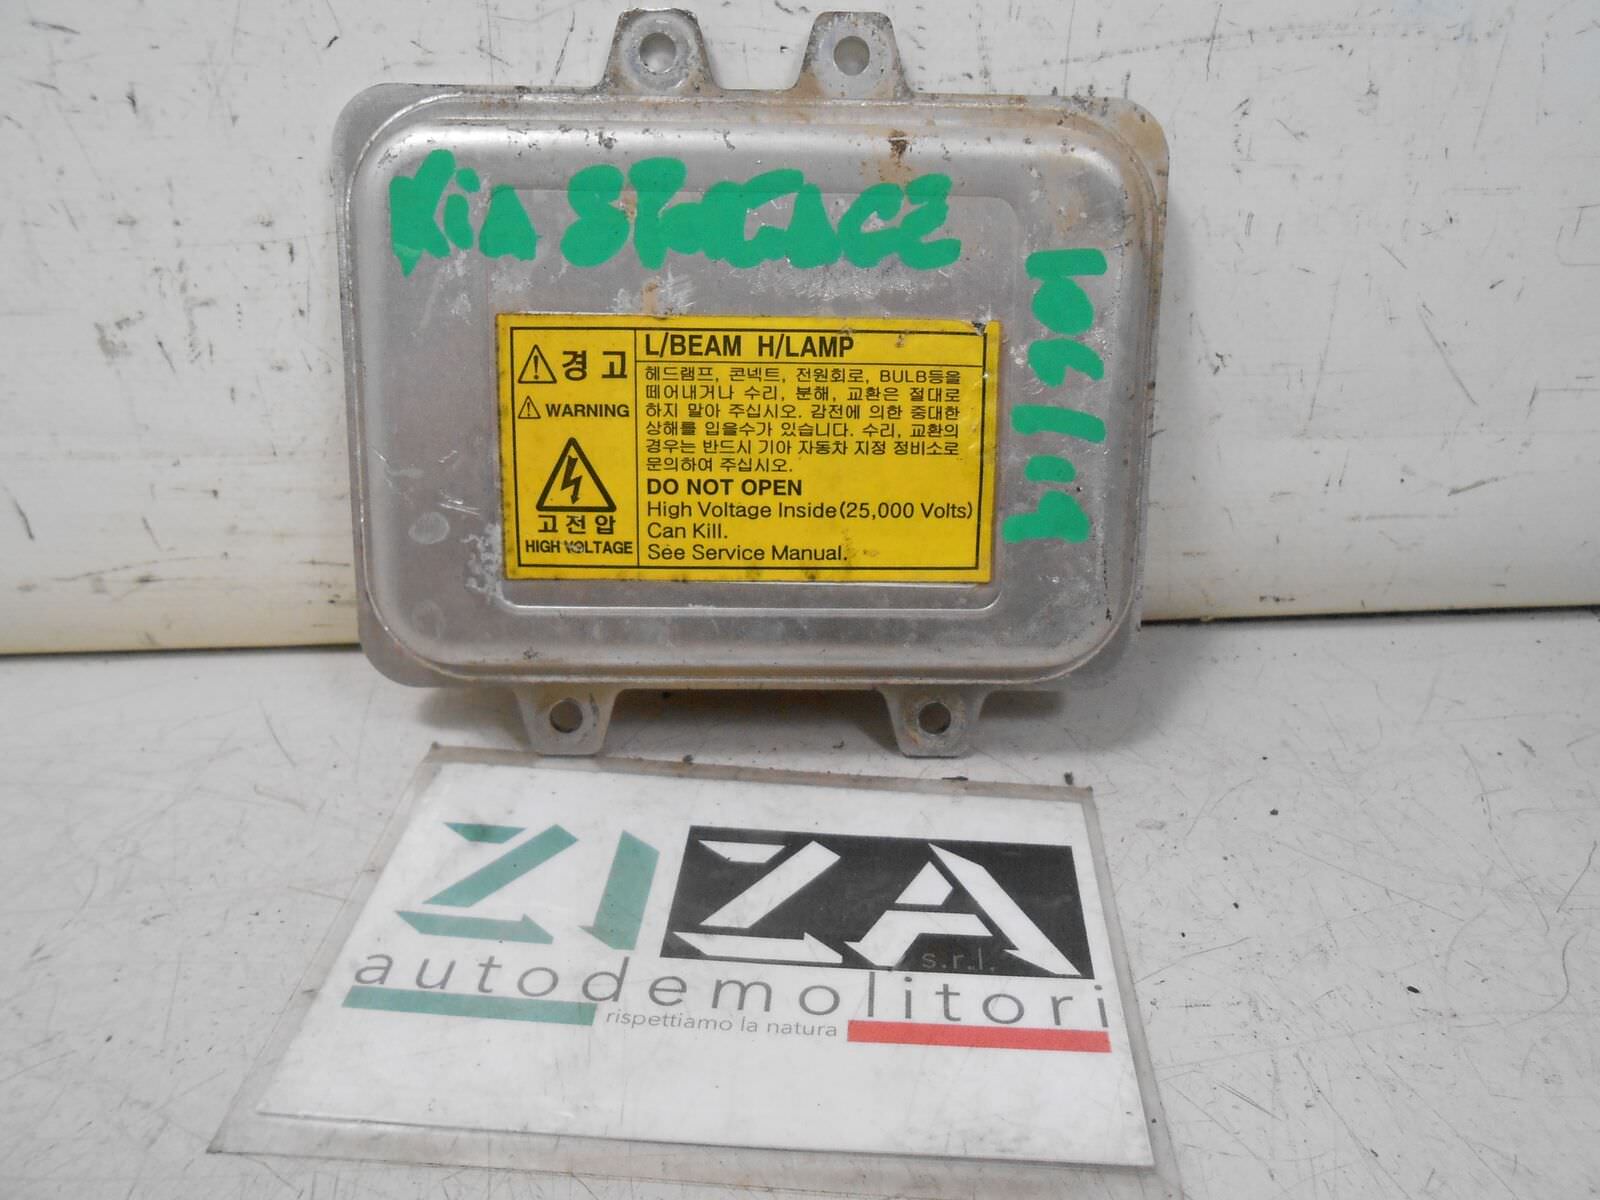 Kia SPORTAGE
경고
WARNING
고전압
HIGH VOLTAGE
L/BEAM H/LAMP
헤드램프, 콘넥트, 전원회로, BULB등을
떼어내거나 수리, 분해, 교환은 절대로
하지 말아 주십시오. 감전에 의한 중대한
상해를 입을수가 있습니다. 수리, 교환의
경우는 반드시 기아 자동차 지정 정비소로
문의하여 주십시오.
DO NOT OPEN
High Voltage Inside(25,000 Volts)
Can Kill.
See Service Manual.
ZIZA
s.r.l.
autodemolitori
rispettiamo la natura